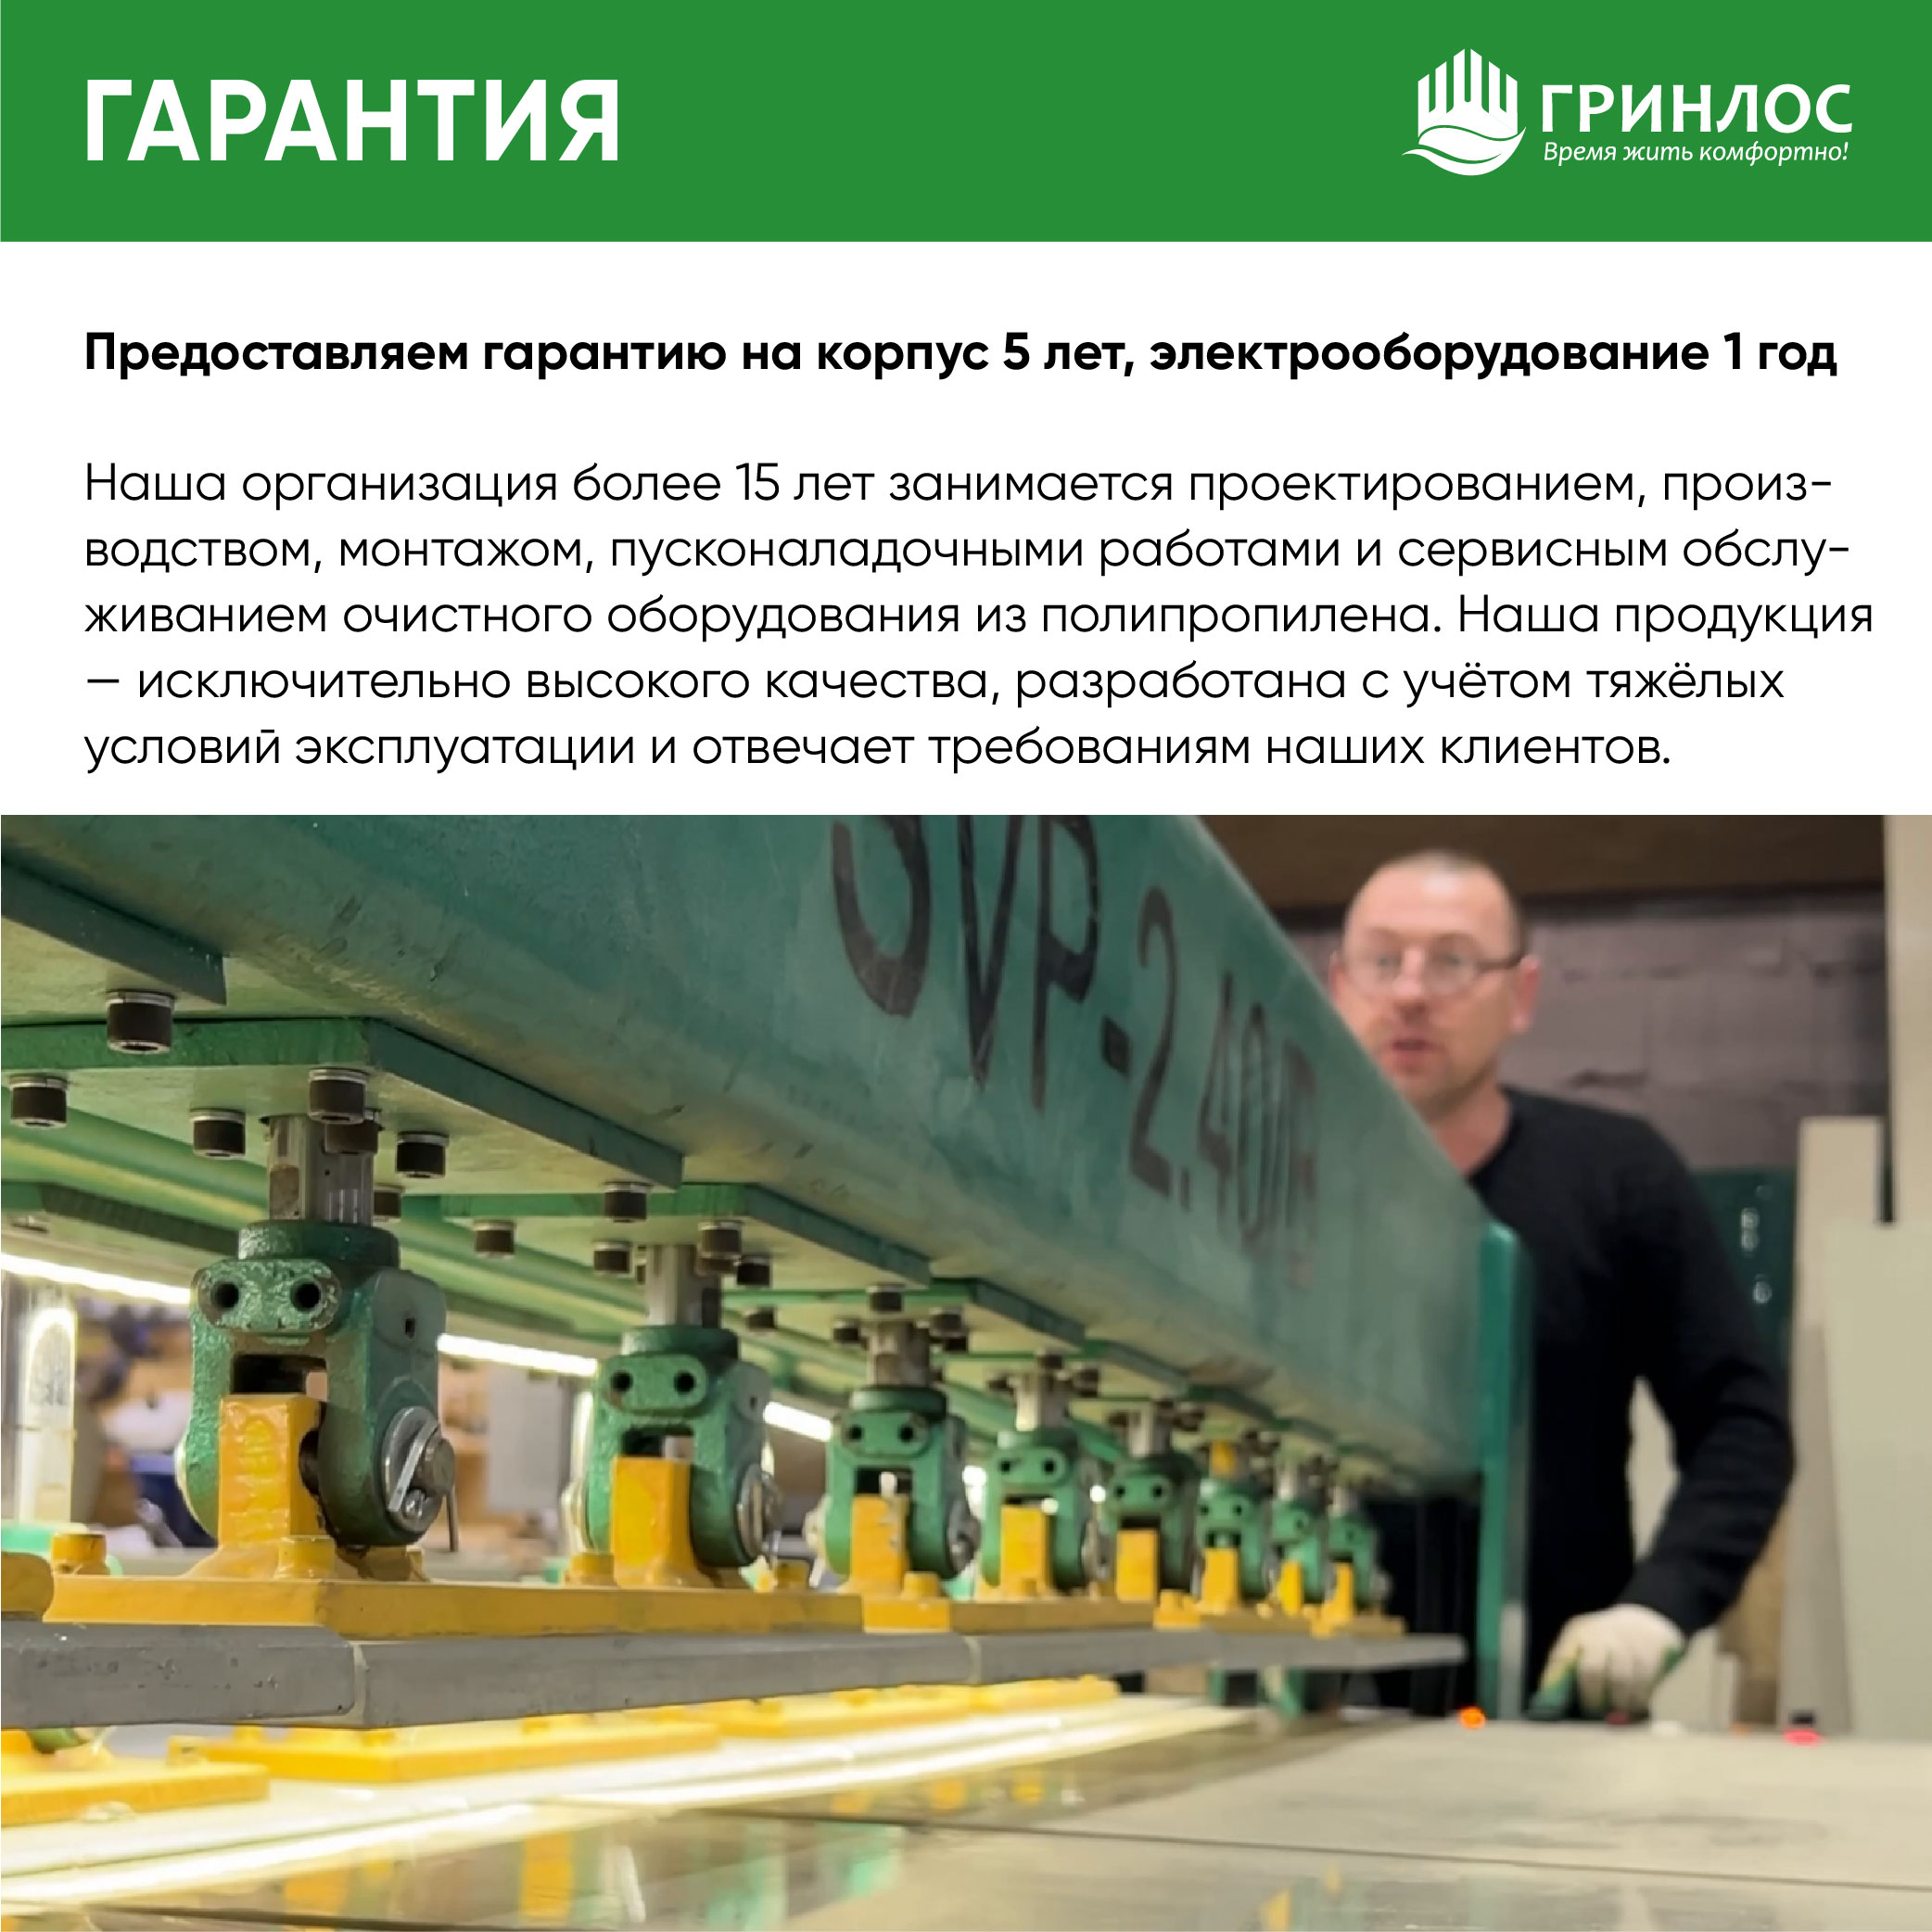 ГАРАНТИЯ
ГРИНЛОС
Время жить комфортно!
Предоставляем гарантию на корпус 5 лет, электрооборудование 1 год
Наша организация более 15 лет занимается проектированием, произ-
водством, монтажом, пусконаладочными работами и сервисным обслу-
живанием очистного оборудования из полипропилена. Наша продукция
— исключительно высокого качества, разработана с учётом тяжёлых
условий эксплуатации и отвечает требованиям наших клиентов.